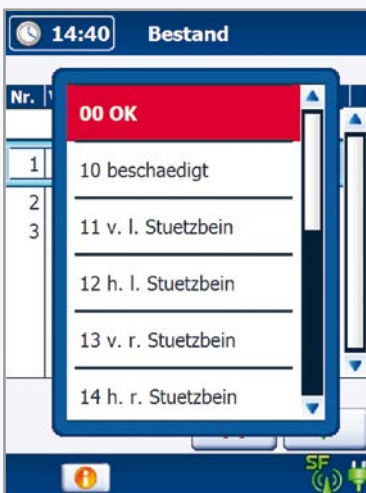 14:40 Bestand
Nr.
00 OK
1
10 beschaedigt
2
11 v. l. Stuetzbein
3
12 h. l. Stuetzbein
13 v. r. Stuetzbein
14 h. r. Stuetzbein
SF